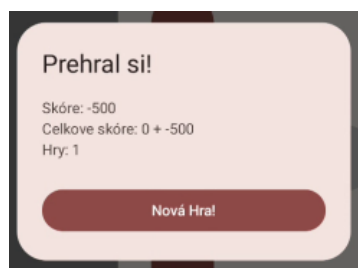 Prehral si!
Skóre: -500
Celkove skóre: 0 + -500
Hry: 1
Nová Hra!